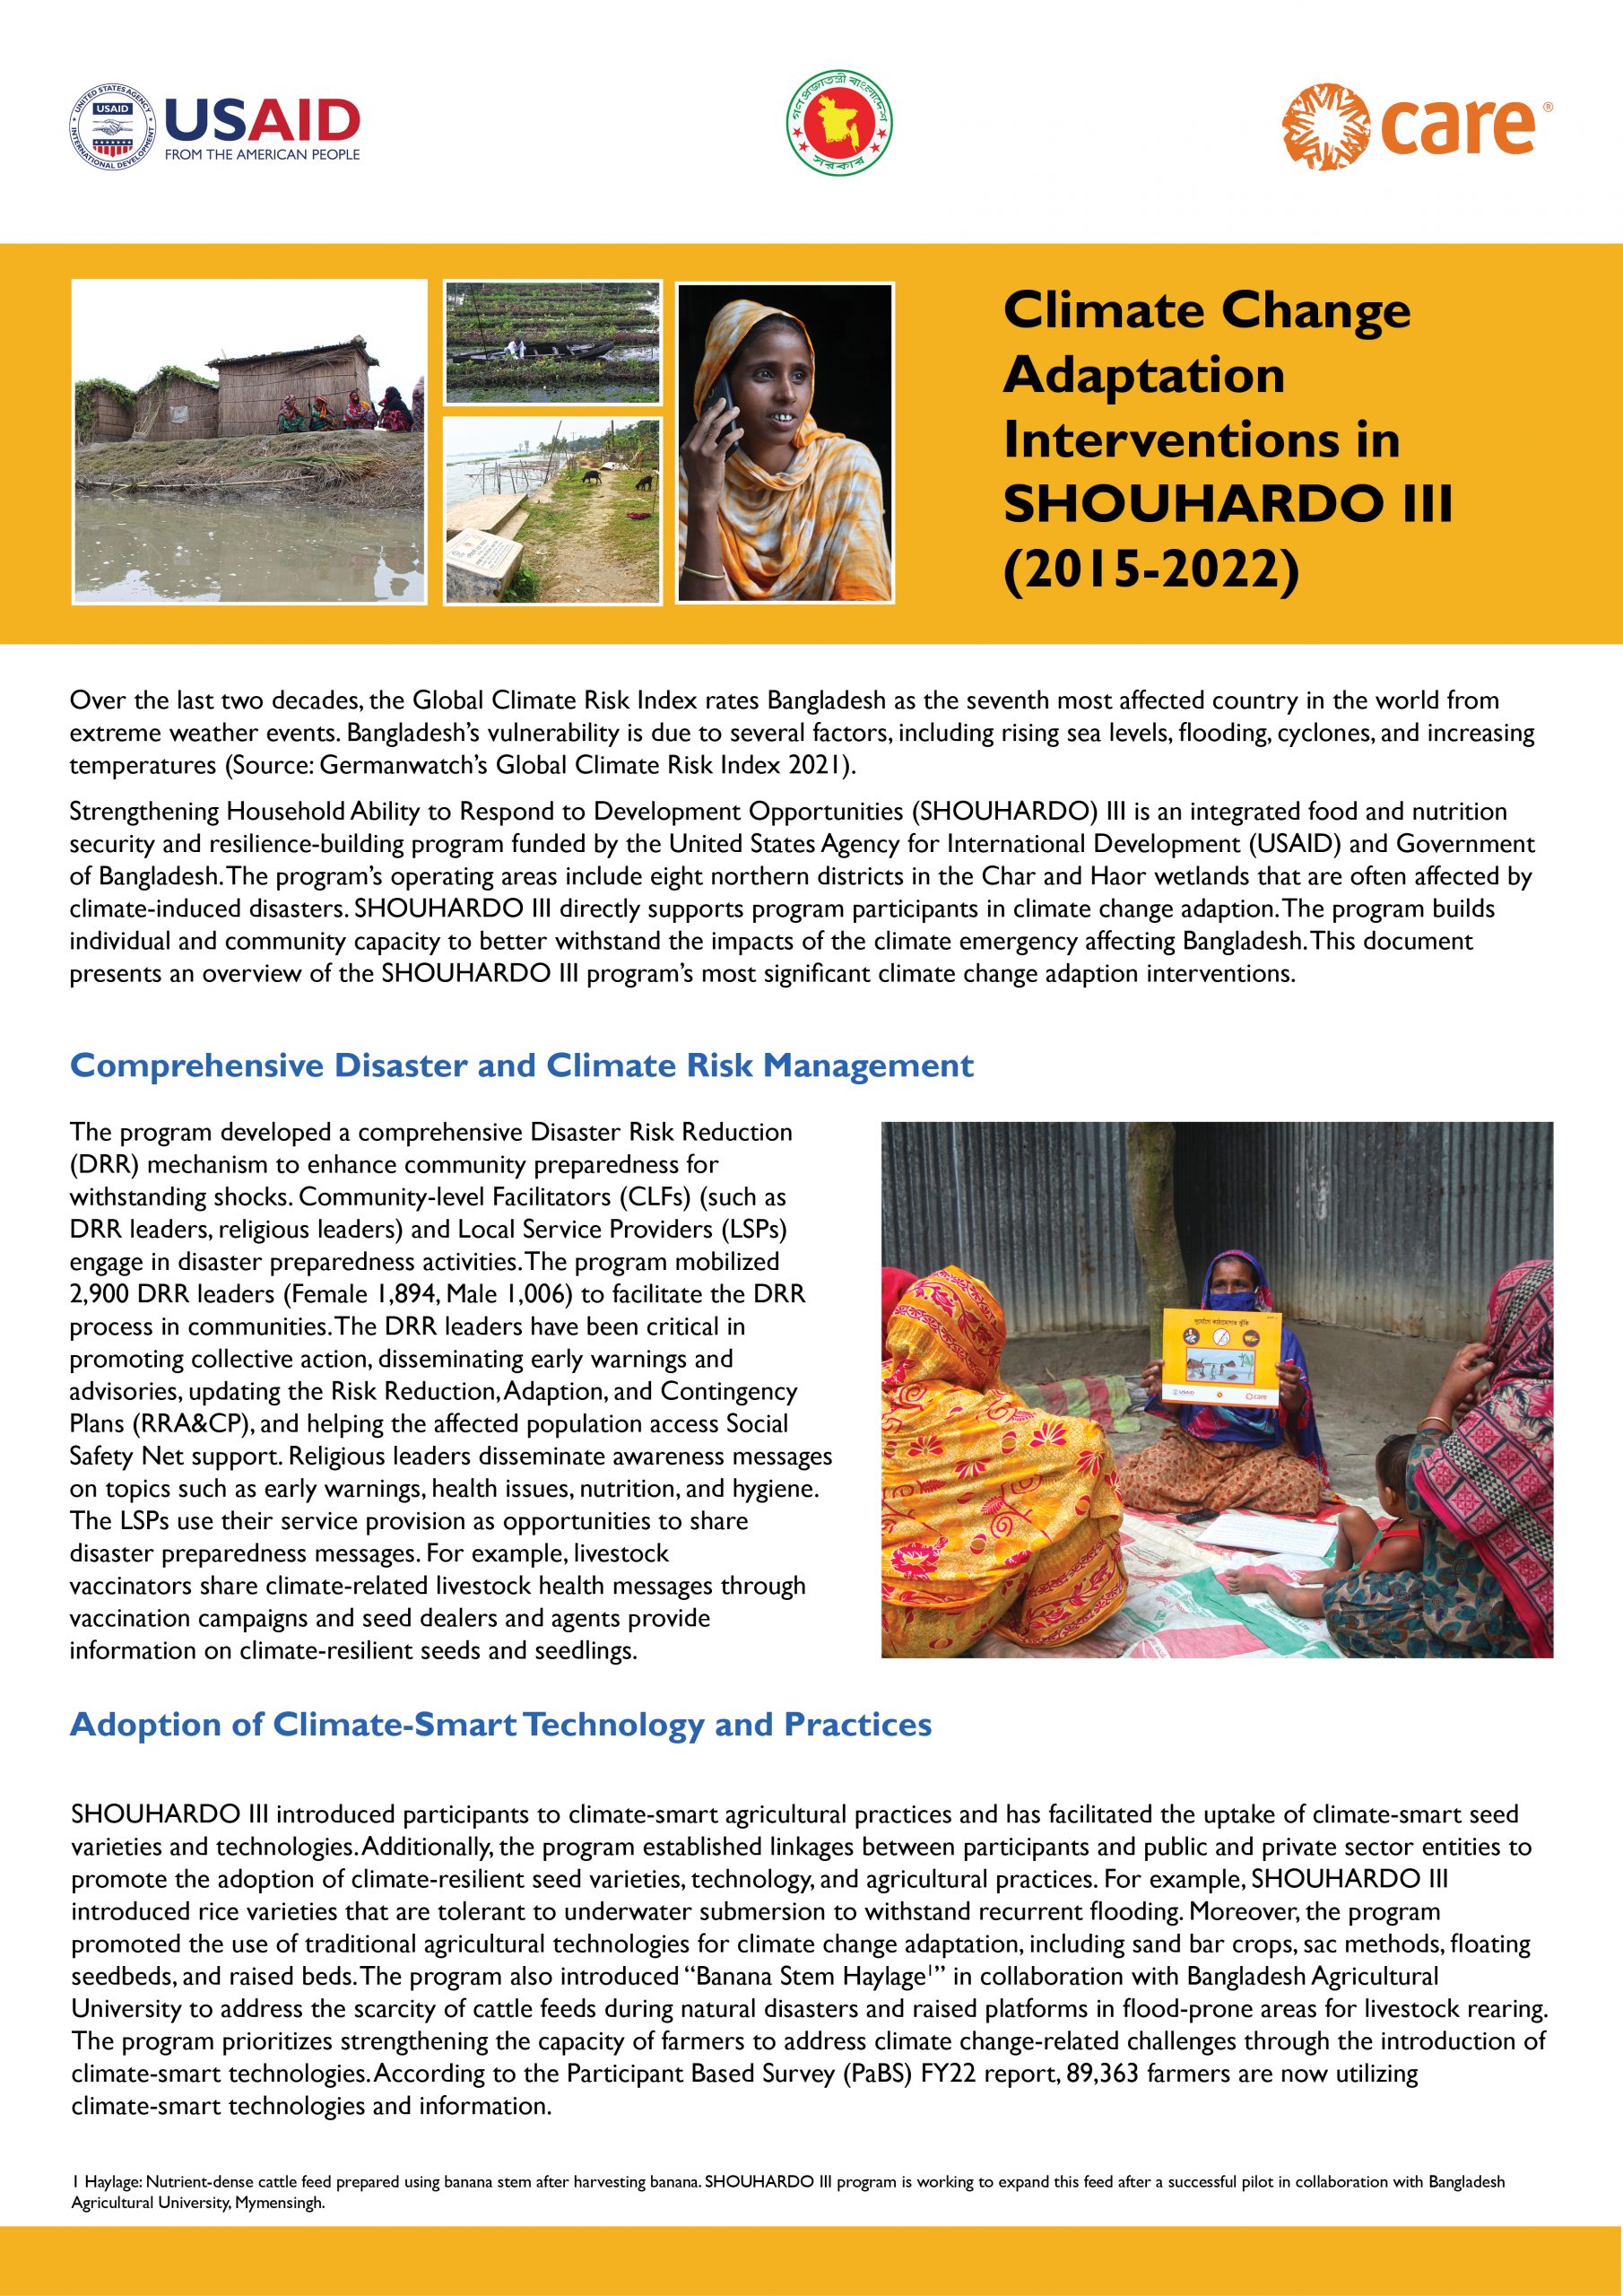 UNITED STATES AGENCY
USAID
INTERNATIONAL DEVELOPMENT
USAID
FROM THE AMERICAN PEOPLE
গণপ্রজাতন্ত্রী বাংলাদেশ
সরকার
care®
Climate Change
Adaptation
Interventions in
SHOUHARDO III
(2015-2022)
Over the last two decades, the Global Climate Risk Index rates Bangladesh as the seventh most affected country in the world from
extreme weather events. Bangladesh’s vulnerability is due to several factors, including rising sea levels, flooding, cyclones, and increasing
temperatures (Source: Germanwatch’s Global Climate Risk Index 2021).
Strengthening Household Ability to Respond to Development Opportunities (SHOUHARDO) III is an integrated food and nutrition
security and resilience-building program funded by the United States Agency for International Development (USAID) and Government
of Bangladesh. The program’s operating areas include eight northern districts in the Char and Haor wetlands that are often affected by
climate-induced disasters. SHOUHARDO III directly supports program participants in climate change adaption. The program builds
individual and community capacity to better withstand the impacts of the climate emergency affecting Bangladesh. This document
presents an overview of the SHOUHARDO III program’s most significant climate change adaption interventions.
Comprehensive Disaster and Climate Risk Management
The program developed a comprehensive Disaster Risk Reduction
(DRR) mechanism to enhance community preparedness for
withstanding shocks. Community-level Facilitators (CLFs) (such as
DRR leaders, religious leaders) and Local Service Providers (LSPs)
engage in disaster preparedness activities. The program mobilized
2,900 DRR leaders (Female 1,894, Male 1,006) to facilitate the DRR
process in communities. The DRR leaders have been critical in
promoting collective action, disseminating early warnings and
advisories, updating the Risk Reduction, Adaption, and Contingency
Plans (RRA&CP), and helping the affected population access Social
Safety Net support. Religious leaders disseminate awareness messages
on topics such as early warnings, health issues, nutrition, and hygiene.
The LSPs use their service provision as opportunities to share
disaster preparedness messages. For example, livestock
vaccinators share climate-related livestock health messages through
vaccination campaigns and seed dealers and agents provide
information on climate-resilient seeds and seedlings.
USAID
care
Adoption of Climate-Smart Technology and Practices
SHOUHARDO III introduced participants to climate-smart agricultural practices and has facilitated the uptake of climate-smart seed
varieties and technologies. Additionally, the program established linkages between participants and public and private sector entities to
promote the adoption of climate-resilient seed varieties, technology, and agricultural practices. For example, SHOUHARDO III
introduced rice varieties that are tolerant to underwater submersion to withstand recurrent flooding. Moreover, the program
promoted the use of traditional agricultural technologies for climate change adaptation, including sand bar crops, sac methods, floating
seedbeds, and raised beds. The program also introduced “Banana Stem Haylage¹” in collaboration with Bangladesh Agricultural
University to address the scarcity of cattle feeds during natural disasters and raised platforms in flood-prone areas for livestock rearing.
The program prioritizes strengthening the capacity of farmers to address climate change-related challenges through the introduction of
climate-smart technologies. According to the Participant Based Survey (PaBS) FY22 report, 89,363 farmers are now utilizing
climate-smart technologies and information.
1 Haylage: Nutrient-dense cattle feed prepared using banana stem after harvesting banana. SHOUHARDO III program is working to expand this feed after a successful pilot in collaboration with Bangladesh
Agricultural University, Mymensingh.